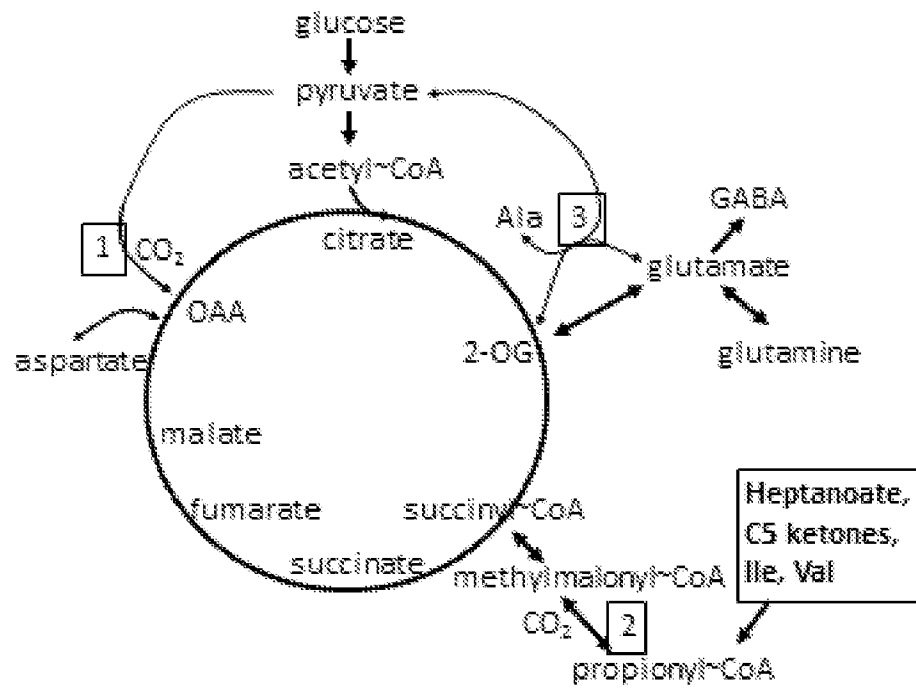 glucose
pyruvate
acetyl~CoA
citrate
Ala
3
GABA
glutamate
glutamine
1
CO₂
OAA
aspartate
2-OG
malate
fumarate
succinate
succinyl~CoA
methylmalonyl~CoA
CO₂
2
propionyl~CoA
Heptanoate,
C5 ketones,
Ile, Val